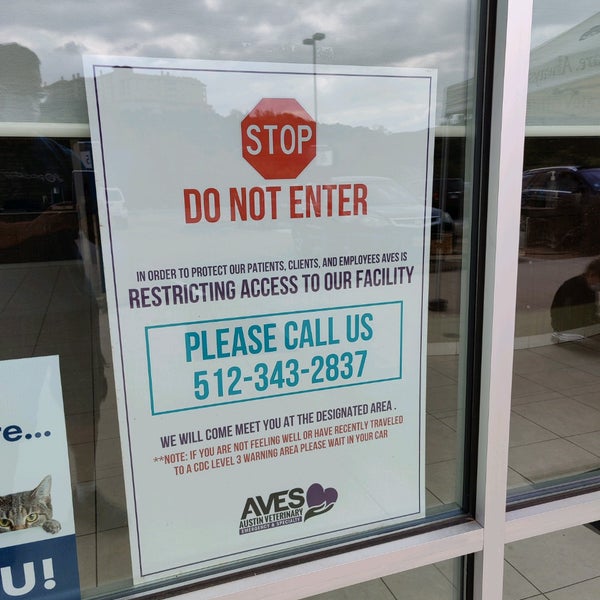 STOP
DO NOT ENTER
IN ORDER TO PROTECT OUR PATIENTS, CLIENTS, AND EMPLOYEES AVES IS
RESTRICTING ACCESS TO OUR FACILITY
PLEASE CALL US
512-343-2837
WE WILL COME MEET YOU AT THE DESIGNATED AREA .
**NOTE: IF YOU ARE NOT FEELING WELL OR HAVE RECENTLY TRAVELED
TO A CDC LEVEL 3 WARNING AREA PLEASE WAIT IN YOUR CAR
AVES
AUSTIN VETERINARY
EMERGENCY & SPECIALTY
re...
U!